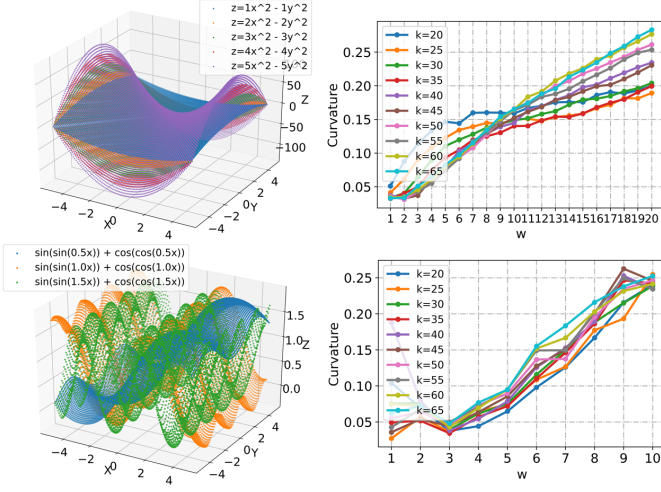 z=1x^2 - 1y^2
z=2x^2 - 2y^2
z=3x^2 - 3y^2
z=4x^2 - 4y^2
z=5x^2 - 5y^2
50
0
−50
−100
Z
−4
−2
0
2
4
X
−4
−2
0
2
4
Y
0.25
0.20
0.15
0.10
0.05
Curvature
k=20
k=25
k=30
k=35
k=40
k=45
k=50
k=55
k=60
k=65
1 2 3 4 5 6 7 8 9 10 11 12 13 14 15 16 17 18 19 20
w
sin(sin(0.5x)) + cos(cos(0.5x))
sin(sin(1.0x)) + cos(cos(1.0x))
sin(sin(1.5x)) + cos(cos(1.5x))
1.5
1.0
0.5
0.0
Z
−4
−2
0
2
4
X
−4
−2
0
2
4
Y
0.25
0.20
0.15
0.10
0.05
Curvature
k=20
k=25
k=30
k=35
k=40
k=45
k=50
k=55
k=60
k=65
1 2 3 4 5 6 7 8 9 10
w